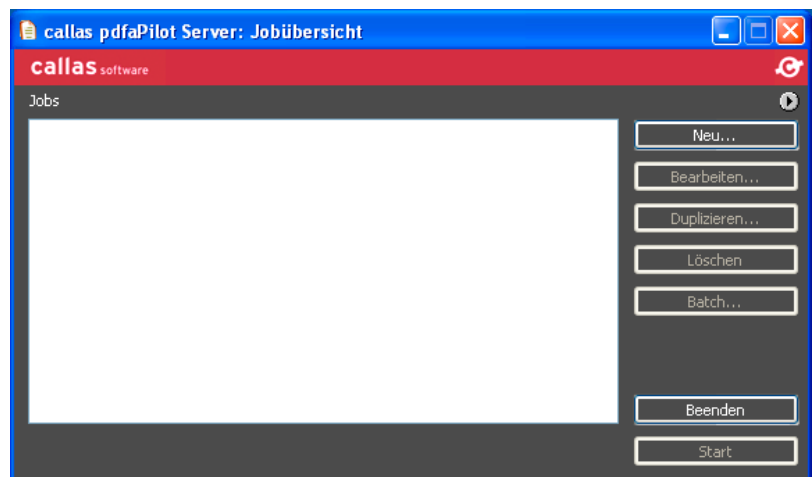 callas pdfaPilot Server: Jobübersicht
callas software
Jobs
Neu...
Bearbeiten...
Duplizieren...
Löschen
Batch...
Beenden
Start